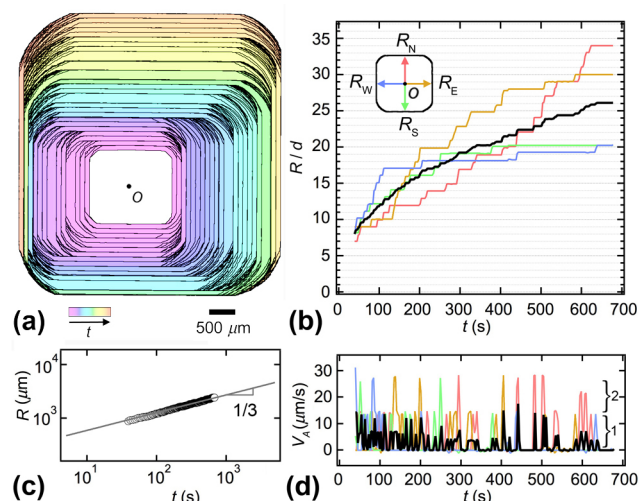 (a)
O
t
500 μm
(b)
R / d
35
30
25
20
15
10
5
0
R_N
R_W
O
R_E
R_S
0 100 200 300 400 500 600 700
t (s)
(c)
R (μm)
10^4
10^3
1/3
10^1 10^2 10^3
t (s)
(d)
V_A (μm/s)
30
20
10
0
2
1
0 100 200 300 400 500 600 700
t (s)